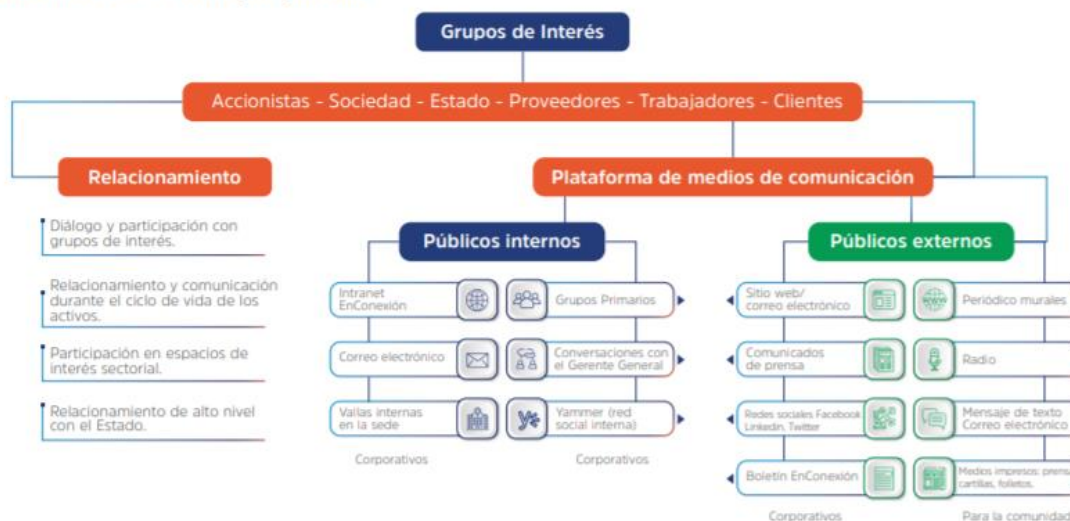 Grupos de Interés
Accionistas - Sociedad - Estado - Proveedores - Trabajadores - Clientes
Relacionamiento
Diálogo y participación con
grupos de interés.
Relacionamiento y comunicación
durante el ciclo de vida de los
activos.
Participación en espacios de
interés sectorial.
Relacionamiento de alto nivel
con el Estado.
Plataforma de medios de comunicación
Públicos internos
Intranet
EnConexión
Grupos Primarios
Correo electrónico
Conversaciones con
el Gerente General
Vallas internas
en la sede
Yammer (red
social interna)
Corporativos
Corporativos
Públicos externos
Sitio web/
correo electrónico
Periódico murales
Comunicados
de prensa
Radio
Redes sociales Facebook
Linkedin, Twitter
Mensaje de texto
Correo electrónico
Boletín EnConexión
Medios impresos: prensa
cartillas, folletos.
Corporativos
Para la comunidad